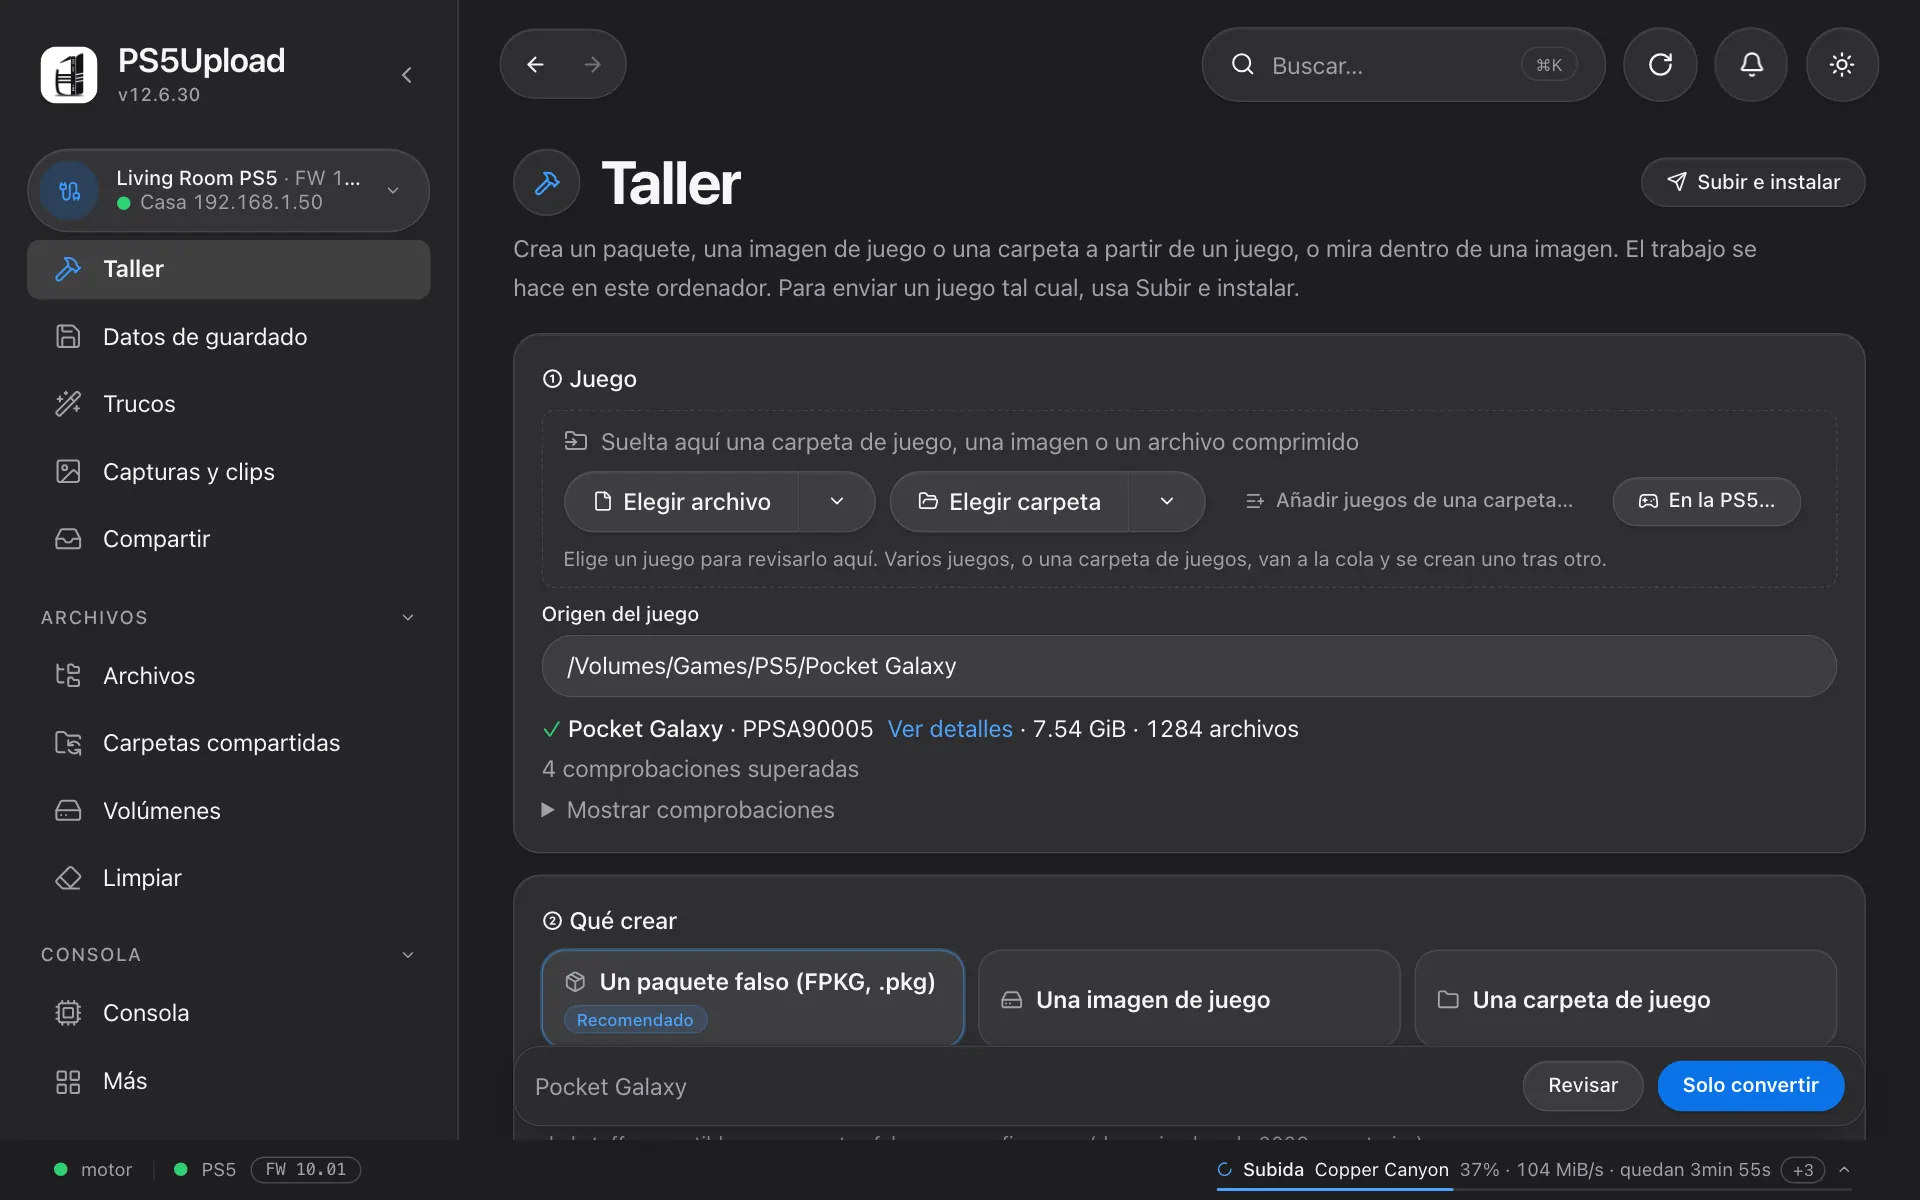 PS5Upload
v12.6.30
Living Room PS5 · FW 1...
Casa 192.168.1.50
Taller
Datos de guardado
Trucos
Capturas y clips
Compartir
ARCHIVOS
Archivos
Carpetas compartidas
Volúmenes
Limpiar
CONSOLA
Consola
Más
Buscar...
⌘K
Taller
Subir e instalar
Crea un paquete, una imagen de juego o una carpeta a partir de un juego, o mira dentro de una imagen. El trabajo se
hace en este ordenador. Para enviar un juego tal cual, usa Subir e instalar.
① Juego
Suelta aquí una carpeta de juego, una imagen o un archivo comprimido
Elegir archivo
Elegir carpeta
Añadir juegos de una carpeta...
En la PS5...
Elige un juego para revisarlo aquí. Varios juegos, o una carpeta de juegos, van a la cola y se crean uno tras otro.
Origen del juego
/Volumes/Games/PS5/Pocket Galaxy
Pocket Galaxy · PPSA90005 Ver detalles · 7.54 GiB · 1284 archivos
4 comprobaciones superadas
Mostrar comprobaciones
② Qué crear
Un paquete falso (FPKG, .pkg)
Recomendado
Una imagen de juego
Una carpeta de juego
Pocket Galaxy
Revisar
Solo convertir
motor
PS5
FW 10.01
Subida Copper Canyon 37% · 104 MiB/s · quedan 3min 55s
+3